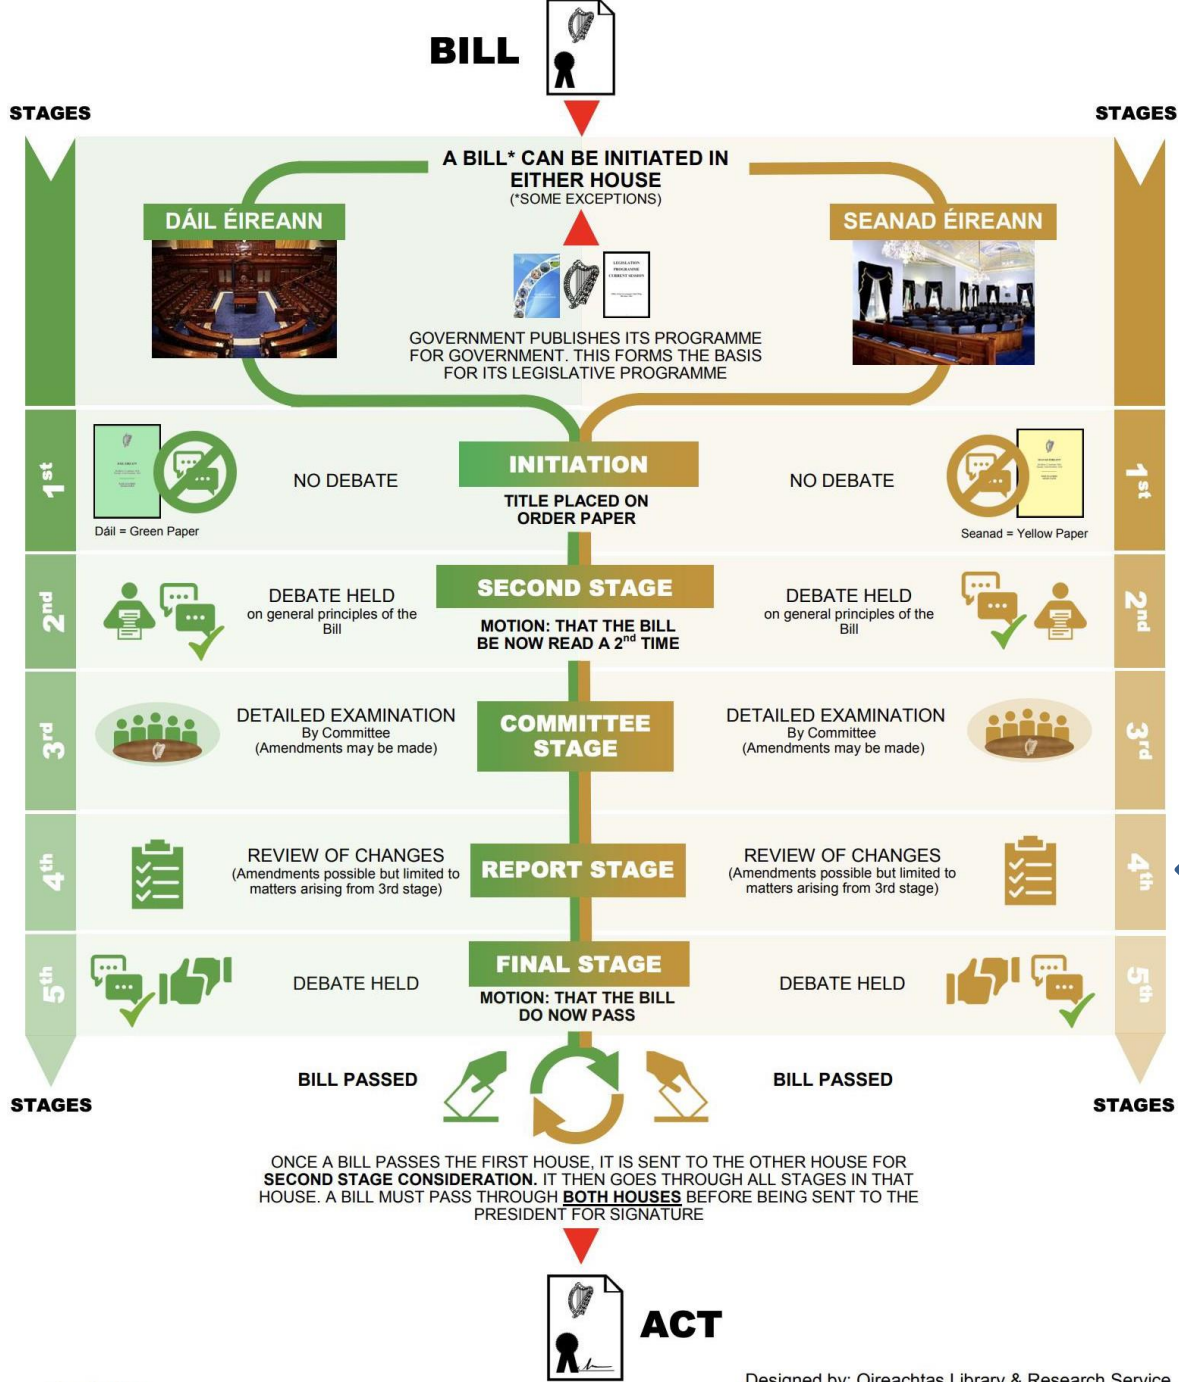 BILL
STAGES
STAGES
A BILL* CAN BE INITIATED IN
EITHER HOUSE
(*SOME EXCEPTIONS)
DÁIL ÉIREANN
SEANAD ÉIREANN
LEGISLATION
PROGRAMME
CURRENT SESSION
GOVERNMENT PUBLISHES ITS PROGRAMME
FOR GOVERNMENT. THIS FORMS THE BASIS
FOR ITS LEGISLATIVE PROGRAMME
1st
NO DEBATE
Dáil = Green Paper
INITIATION
TITLE PLACED ON
ORDER PAPER
NO DEBATE
Seanad = Yellow Paper
1st
2nd
DEBATE HELD
on general principles of the
Bill
SECOND STAGE
MOTION: THAT THE BILL
BE NOW READ A 2nd TIME
DEBATE HELD
on general principles of the
Bill
2nd
3rd
DETAILED EXAMINATION
By Committee
(Amendments may be made)
COMMITTEE
STAGE
DETAILED EXAMINATION
By Committee
(Amendments may be made)
3rd
4th
REVIEW OF CHANGES
(Amendments possible but limited to
matters arising from 3rd stage)
REPORT STAGE
REVIEW OF CHANGES
(Amendments possible but limited to
matters arising from 3rd stage)
4th
5th
DEBATE HELD
FINAL STAGE
MOTION: THAT THE BILL
DO NOW PASS
DEBATE HELD
5th
BILL PASSED
BILL PASSED
STAGES
STAGES
ONCE A BILL PASSES THE FIRST HOUSE, IT IS SENT TO THE OTHER HOUSE FOR
SECOND STAGE CONSIDERATION. IT THEN GOES THROUGH ALL STAGES IN THAT
HOUSE. A BILL MUST PASS THROUGH BOTH HOUSES BEFORE BEING SENT TO THE
PRESIDENT FOR SIGNATURE
ACT
Designed by: Oireachtas Library & Research Service